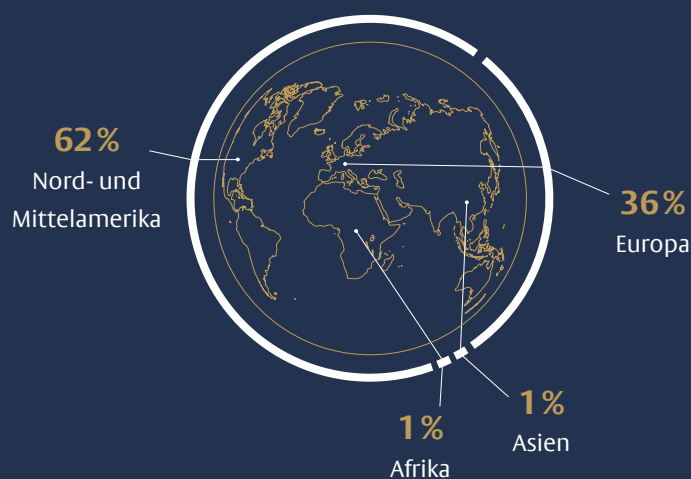 62 %
Nord- und
Mittelamerika
36 %
Europa
1 %
Asien
1 %
Afrika